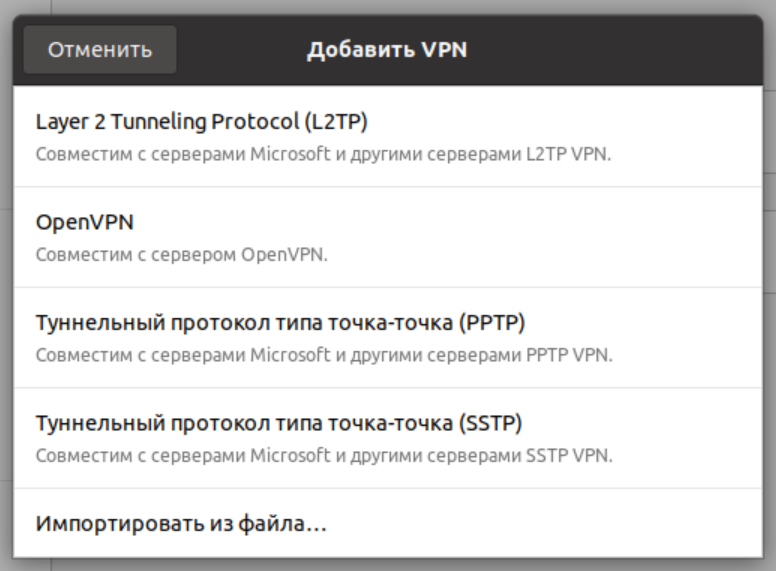 Отменить
Добавить VPN
Layer 2 Tunneling Protocol (L2TP)
Совместим с серверами Microsoft и другими серверами L2TP VPN.
OpenVPN
Совместим с сервером OpenVPN.
Туннельный протокол типа точка-точка (PPTP)
Совместим с серверами Microsoft и другими серверами PPTP VPN.
Туннельный протокол типа точка-точка (SSTP)
Совместим с серверами Microsoft и другими серверами SSTP VPN.
Импортировать из файла…